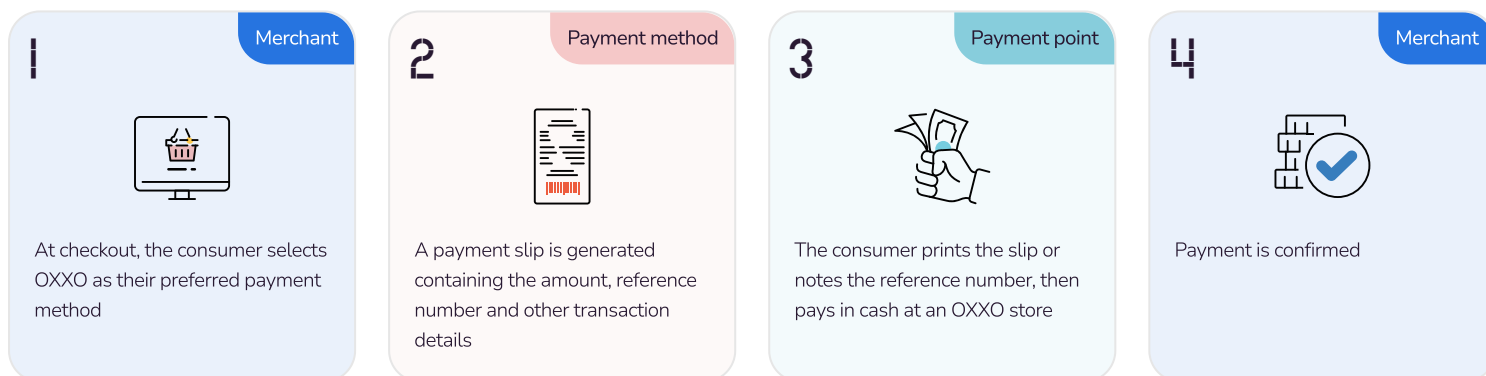 1
Merchant
At checkout, the consumer selects
OXXO as their preferred payment
method
2
Payment method
A payment slip is generated
containing the amount, reference
number and other transaction
details
3
Payment point
The consumer prints the slip or
notes the reference number, then
pays in cash at an OXXO store
4
Merchant
Payment is confirmed